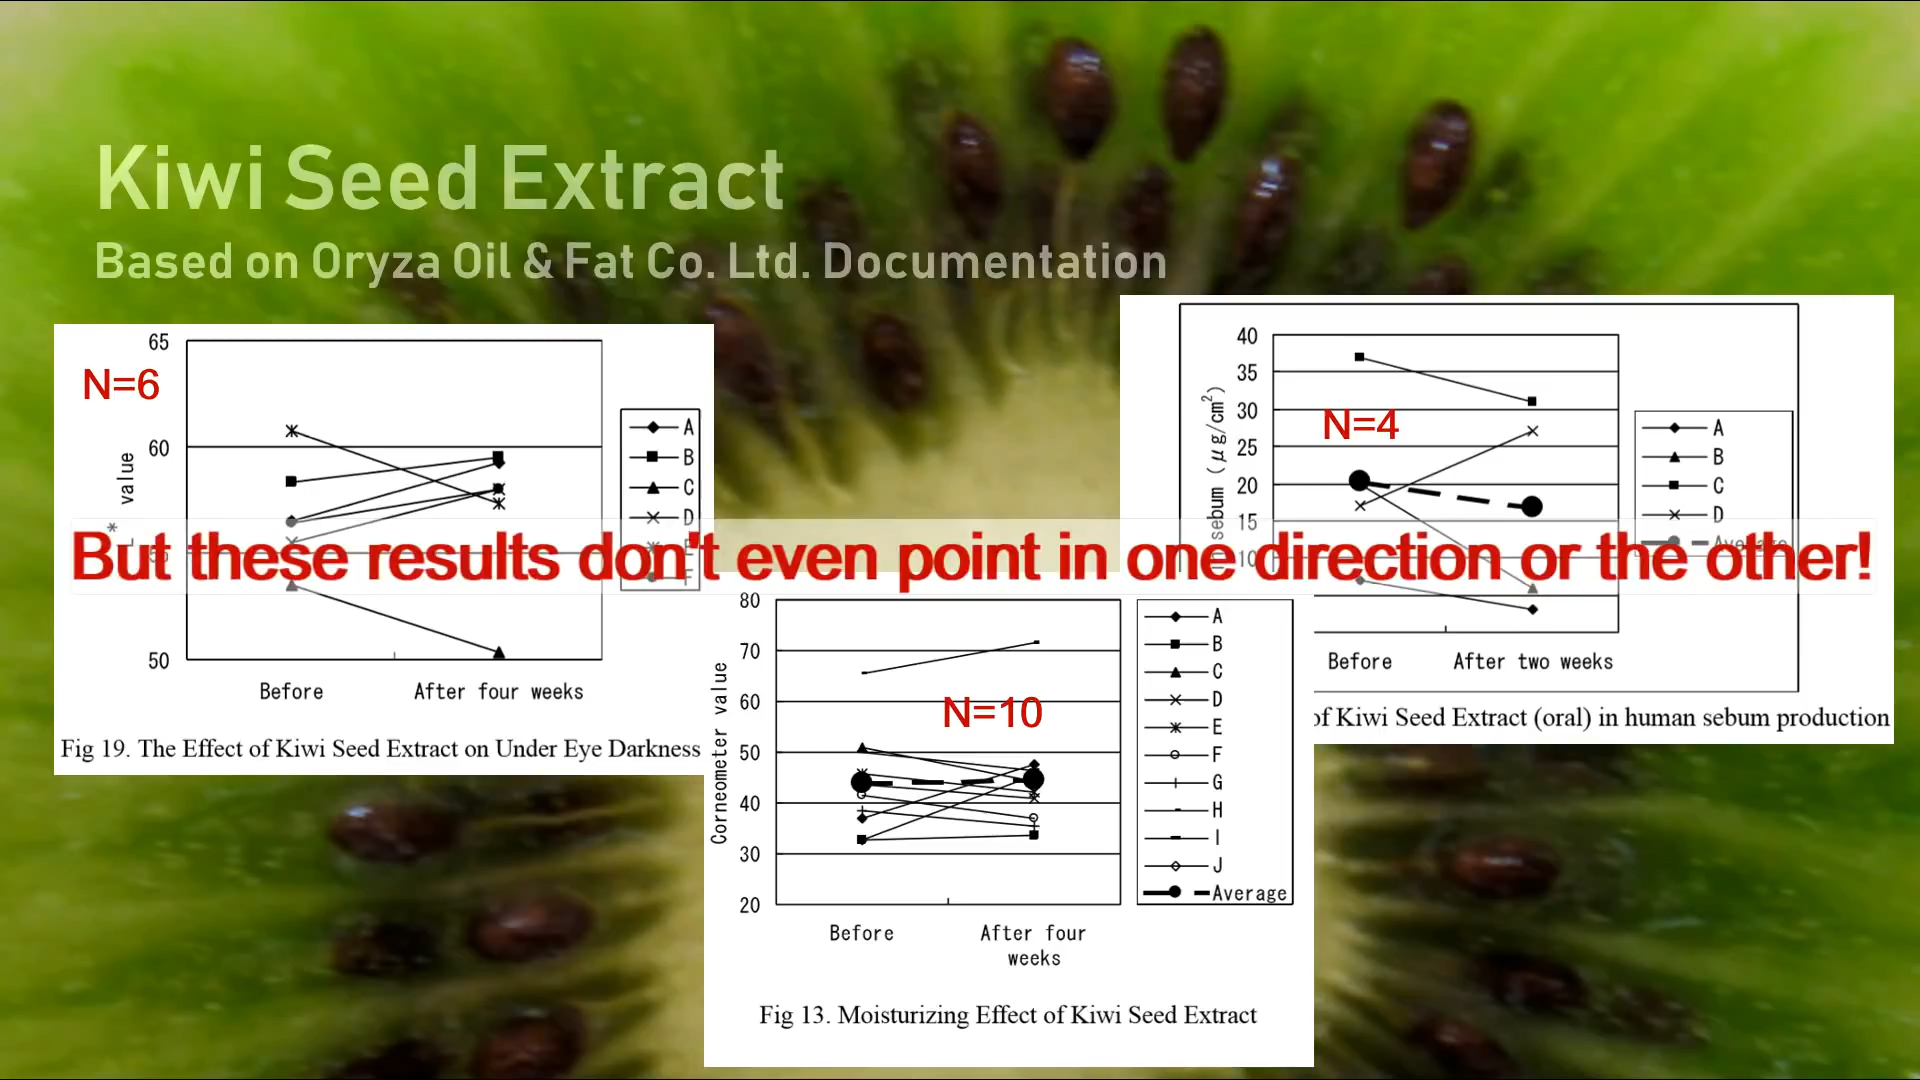 Kiwi Seed Extract
Based on Oryza Oil & Fat Co. Ltd. Documentation
65
N=6
60
50
value
A
B
C
D
Before
After four weeks
Fig 19. The Effect of Kiwi Seed Extract on Under Eye Darkness
40
35
30
25
20
15
10
N=4
sebum (μg/cm²)
A
B
C
D
Average
Before
After two weeks
of Kiwi Seed Extract (oral) in human sebum production
But these results don't even point in one direction or the other!
80
70
60
50
40
30
20
N=10
Corneometer value
A
B
C
D
E
F
G
H
I
J
Average
Before
After four
weeks
Fig 13. Moisturizing Effect of Kiwi Seed Extract